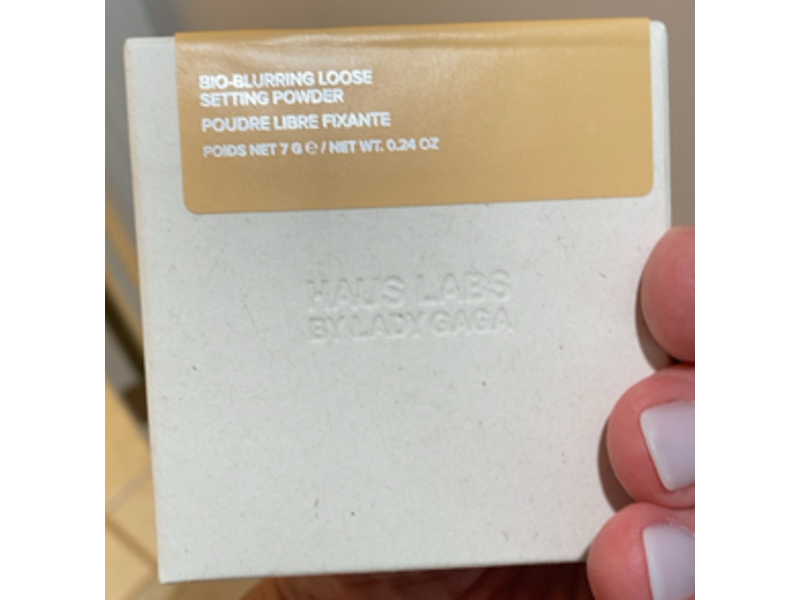 BIO-BLURRING LOOSE
SETTING POWDER
POUDRE LIBRE FIXANTE
POIDS NET 7 G ℮ / NET WT. 0.24 OZ
HAUS LABS
BY LADY GAGA